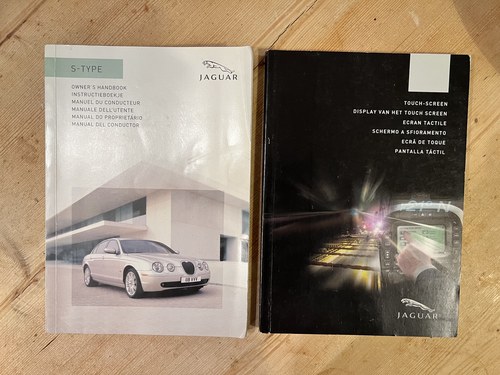 S-TYPE
JAGUAR
OWNER'S HANDBOOK
INSTRUCTIEBOEKJE
MANUEL DU CONDUCTEUR
MANUALE DELL'UTENTE
MANUAL DO PROPRIETÁRIO
MANUAL DEL CONDUCTOR
TOUCH-SCREEN
DISPLAY VAN HET TOUCH SCREEN
ECRAN TACTILE
SCHERMO A SFIORAMENTO
ECRÃ DE TOQUE
PANTALLA TÁCTIL
JAGUAR